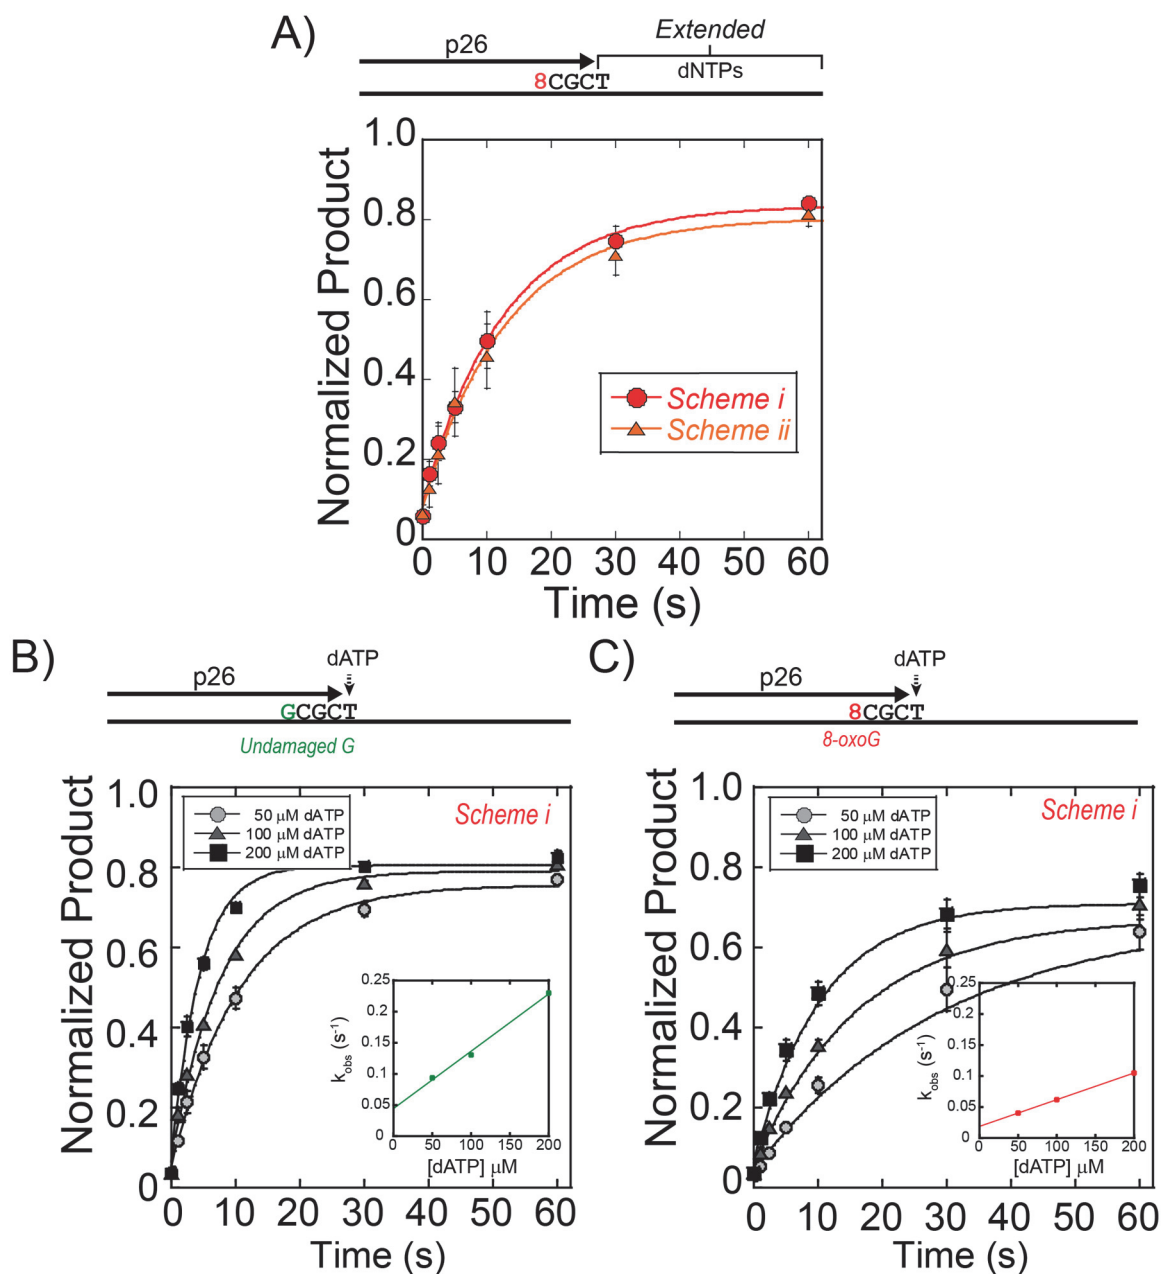 A)
Extended
p26
dNTPs
8CGCT
Normalized Product
1.0
0.8
0.6
0.4
0.2
0
Scheme i
Scheme ii
0 10 20 30 40 50 60
Time (s)
B)
dATP
p26
GCGCT
Undamaged G
Normalized Product
1.0
0.8
0.6
0.4
0.2
0
50 μM dATP
100 μM dATP
200 μM dATP
Scheme i
kobs (s-1)
0.25
0.2
0.15
0.1
0.05
0
0 50 100 150 200
[dATP] μM
0 10 20 30 40 50 60
Time (s)
C)
dATP
p26
8CGCT
8-oxoG
Normalized Product
1.0
0.8
0.6
0.4
0.2
0
50 μM dATP
100 μM dATP
200 μM dATP
Scheme i
kobs (s-1)
0.25
0.2
0.15
0.1
0.05
0
0 50 100 150 200
[dATP] μM
0 10 20 30 40 50 60
Time (s)